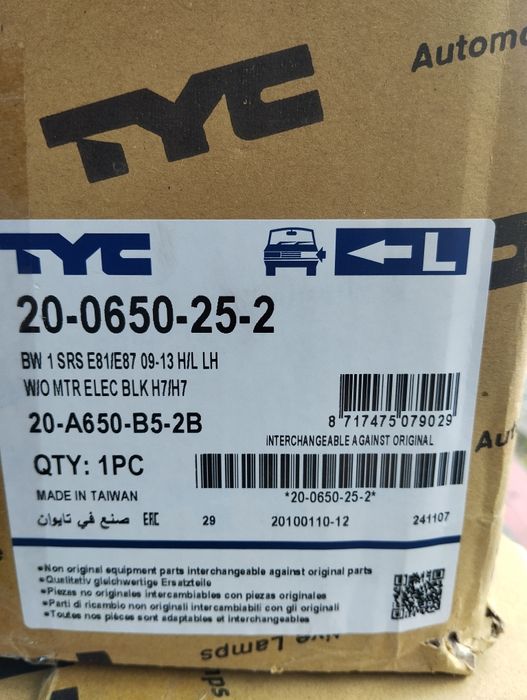 TYC
Automo
TYC
L
20-0650-25-2
BW 1 SRS E81/E87 09-13 H/L LH
W/O MTR ELEC BLK H7/H7
20-A650-B5-2B
8 717475 079029
INTERCHANGEABLE AGAINST ORIGINAL
Aut
QTY: 1PC
*20-0650-25-2*
MADE IN TAIWAN
صنع في تايوان EAC
29 20100110-12 241107
•Non original equipment parts interchangeable against original parts
•Qualitativ gleichwertige Ersatzteile
•Piezas no originales intercambiables con piezas originales
•Parti di ricambio non originali intercambiabili con gli originali
•Toutes nos pièces sont adaptables et interchangeables
ive Lamps